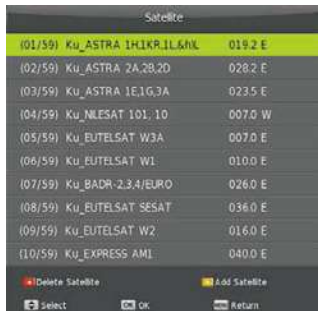 Satellite
(01/59) Ku_ASTRA 1H,1KR,1L,&h\L 019.2 E
(02/59) Ku_ASTRA 2A,2B,2D 028.2 E
(03/59) Ku_ASTRA 1E,1G,3A 023.5 E
(04/59) Ku_NILESAT 101, 10 007.0 W
(05/59) Ku_EUTELSAT W3A 007.0 E
(06/59) Ku_EUTELSAT W1 010.0 E
(07/59) Ku_BADR-2,3,4/EURO 026.0 E
(08/59) Ku_EUTELSAT SESAT 036.0 E
(09/59) Ku_EUTELSAT W2 016.0 E
(10/59) Ku_EXPRESS AM1 040.0 E
Delete Satellite Add Satellite
Select OK OK MENU Return